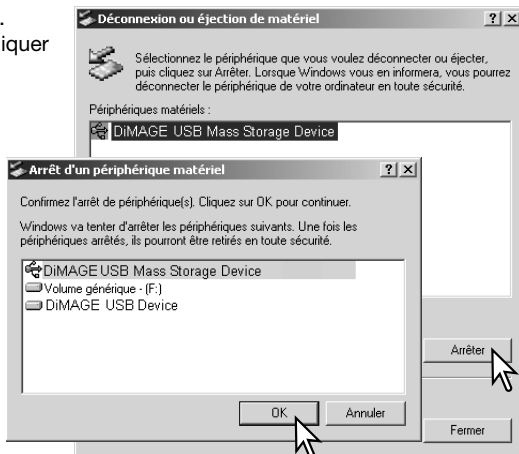 .
iquer
Déconnexion ou éjection de matériel
Sélectionnez le périphérique que vous voulez déconnecter ou éjecter,
puis cliquez sur Arrêter. Lorsque Windows vous en informera, vous pourrez
déconnecter le périphérique de votre ordinateur en toute sécurité.
Périphériques matériels :
DiMAGE USB Mass Storage Device
Arrêt d'un périphérique matériel
Confirmez l'arrêt de périphérique(s). Cliquez sur OK pour continuer.
Windows va tenter d'arrêter les périphériques suivants. Une fois les
périphériques arrêtés, ils pourront être retirés en toute sécurité.
DiMAGE USB Mass Storage Device
Volume générique - (F:)
DiMAGE USB Device
Arrêter
OK
Annuler
Fermer